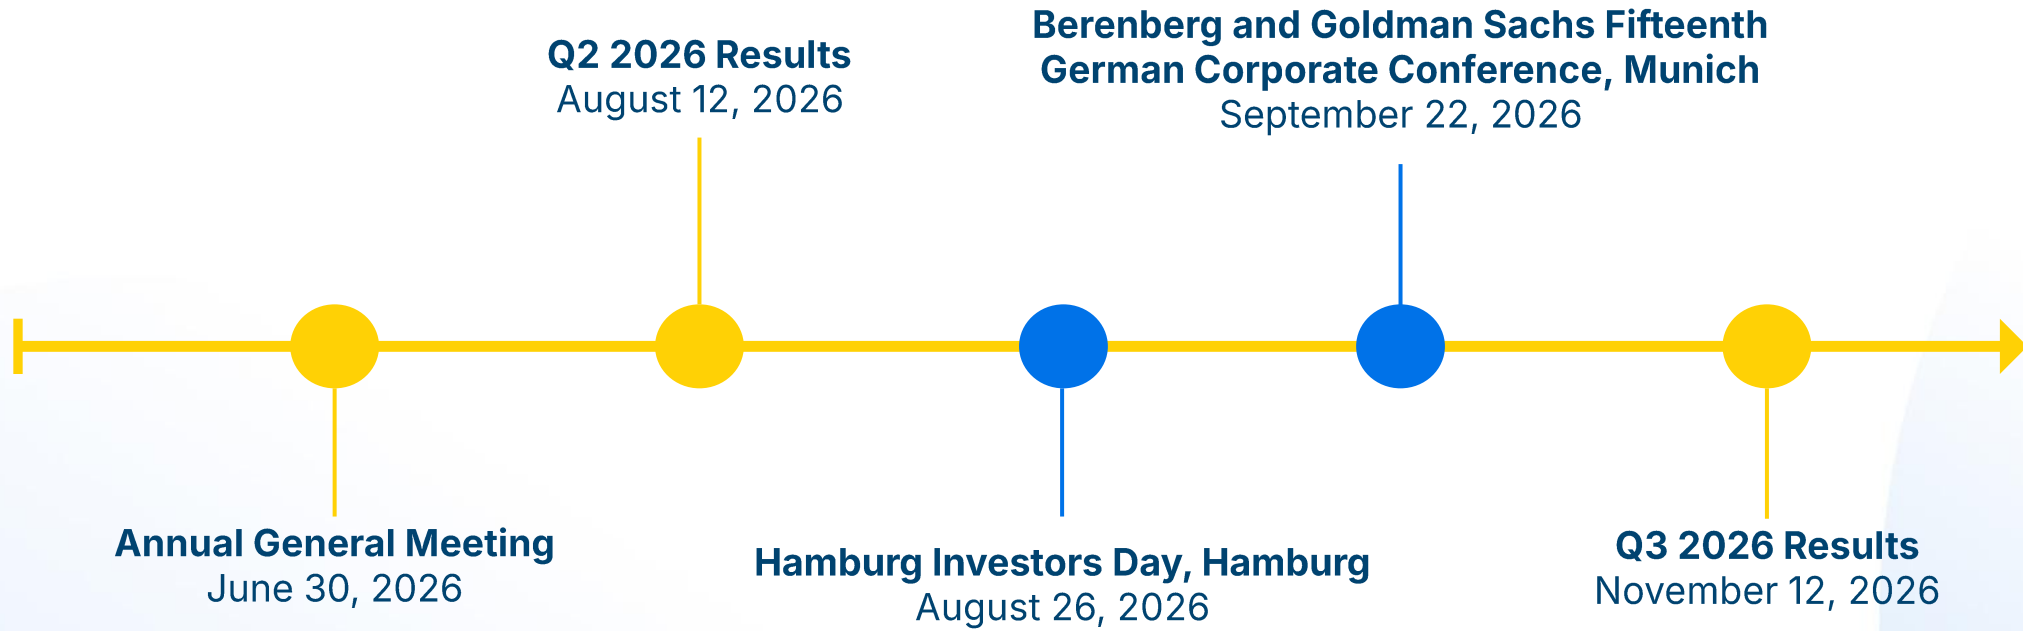 Berenberg and Goldman Sachs Fifteenth
German Corporate Conference, Munich
September 22, 2026
Q2 2026 Results
August 12, 2026
Annual General Meeting
June 30, 2026
Hamburg Investors Day, Hamburg
August 26, 2026
Q3 2026 Results
November 12, 2026